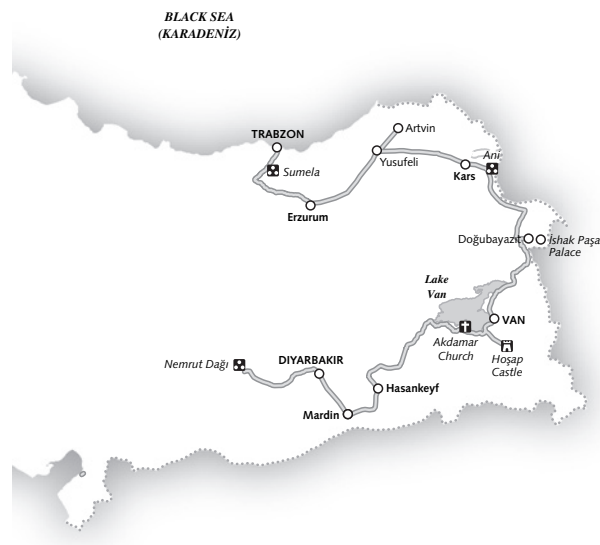 BLACK SEA
(KARADENİZ)
Artvin
TRABZON
Yusufeli
Ani
Sumela
Kars
Erzurum
Doğubayazıt
İshak Paşa
Palace
Lake
Van
VAN
Akdamar
Church
Hoşap
Castle
Nemrut Dağı
DIYARBAKIR
Hasankeyf
Mardin